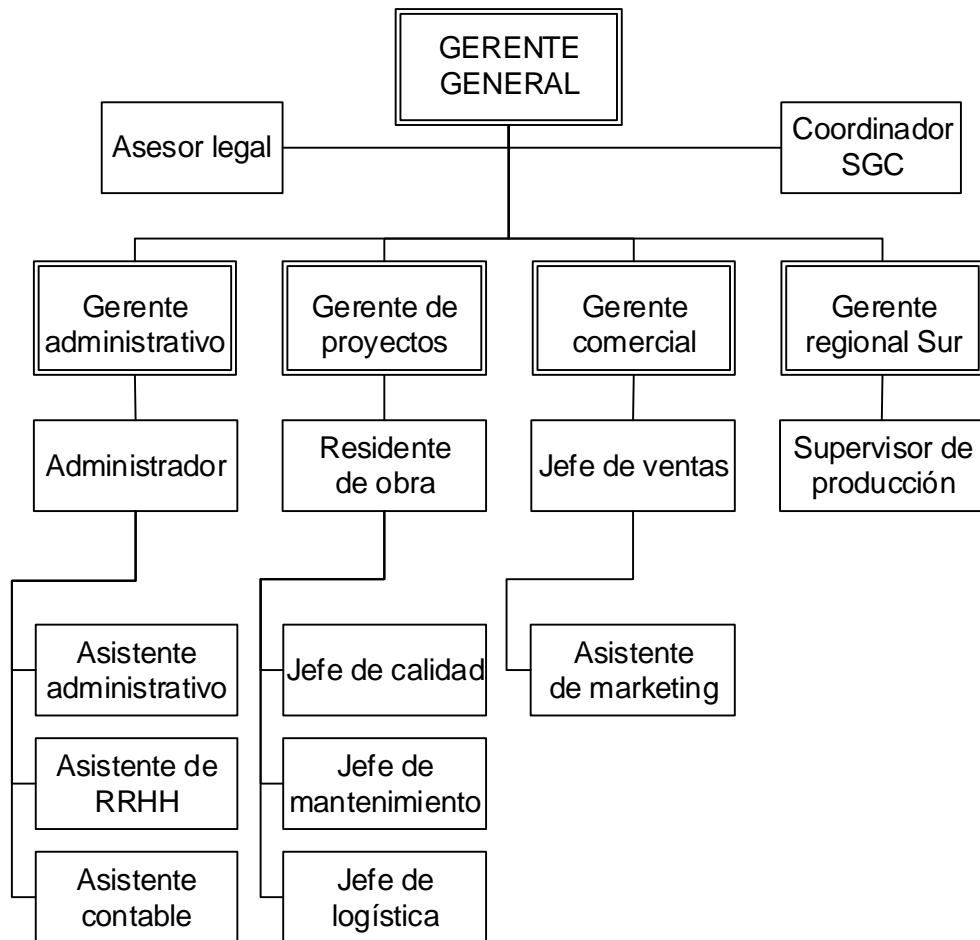 GERENTE
GENERAL
Asesor legal
Coordinador
SGC
Gerente
administrativo
Gerente de
proyectos
Gerente
comercial
Gerente
regional Sur
Administrador
Residente
de obra
Jefe de ventas
Supervisor de
producción
Asistente
administrativo
Jefe de calidad
Asistente
de marketing
Asistente de
RRHH
Jefe de
mantenimiento
Asistente
contable
Jefe de
logística